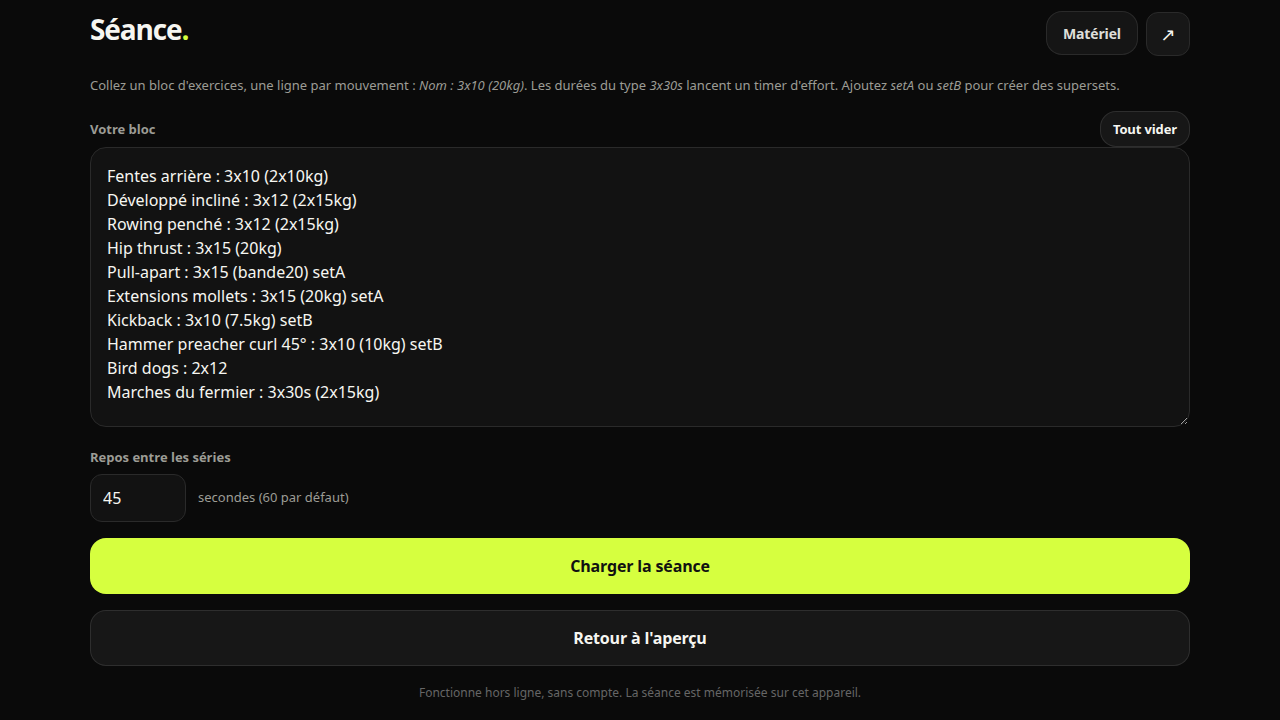 Séance.
Matériel
↗
Collez un bloc d'exercices, une ligne par mouvement : Nom : 3x10 (20kg). Les durées du type 3x30s lancent un timer d'effort. Ajoutez setA ou setB pour créer des supersets.
Votre bloc
Tout vider
Fentes arrière : 3x10 (2x10kg)
Développé incliné : 3x12 (2x15kg)
Rowing penché : 3x12 (2x15kg)
Hip thrust : 3x15 (20kg)
Pull-apart : 3x15 (bande20) setA
Extensions mollets : 3x15 (20kg) setA
Kickback : 3x10 (7.5kg) setB
Hammer preacher curl 45° : 3x10 (10kg) setB
Bird dogs : 2x12
Marches du fermier : 3x30s (2x15kg)
Repos entre les séries
45
secondes (60 par défaut)
Charger la séance
Retour à l'aperçu
Fonctionne hors ligne, sans compte. La séance est mémorisée sur cet appareil.